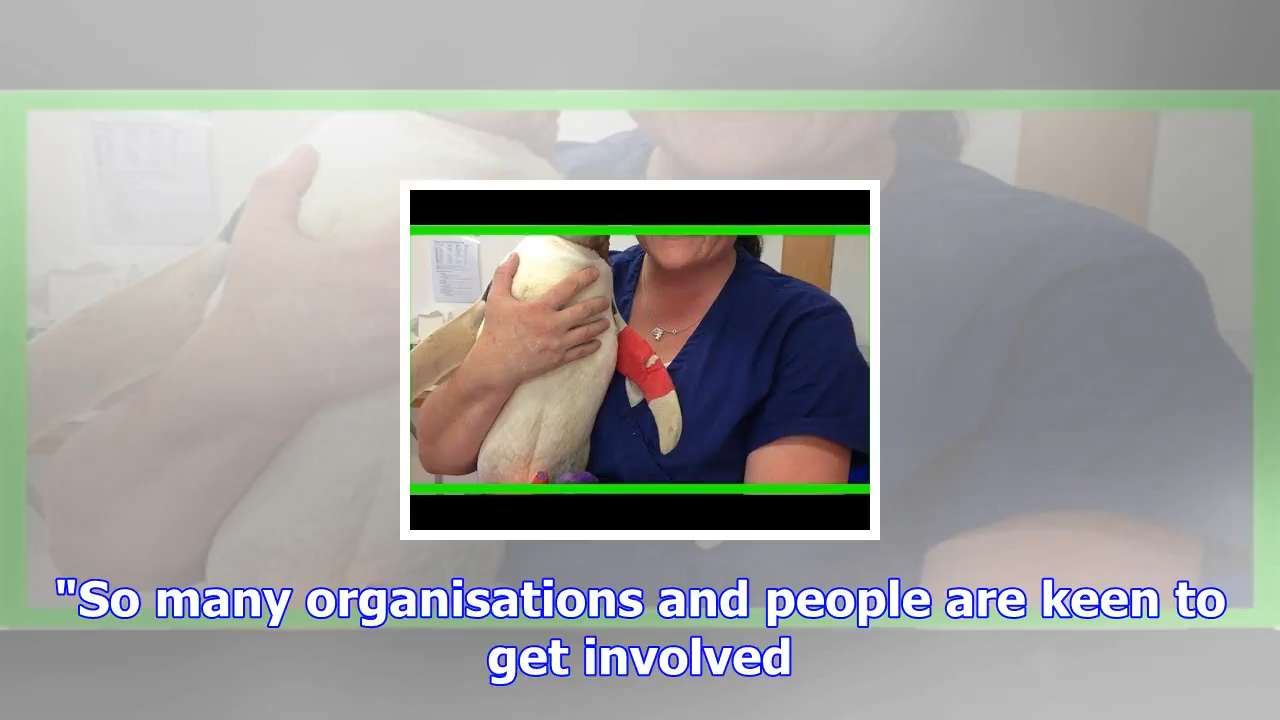 "So many organisations and people are keen to
get involved